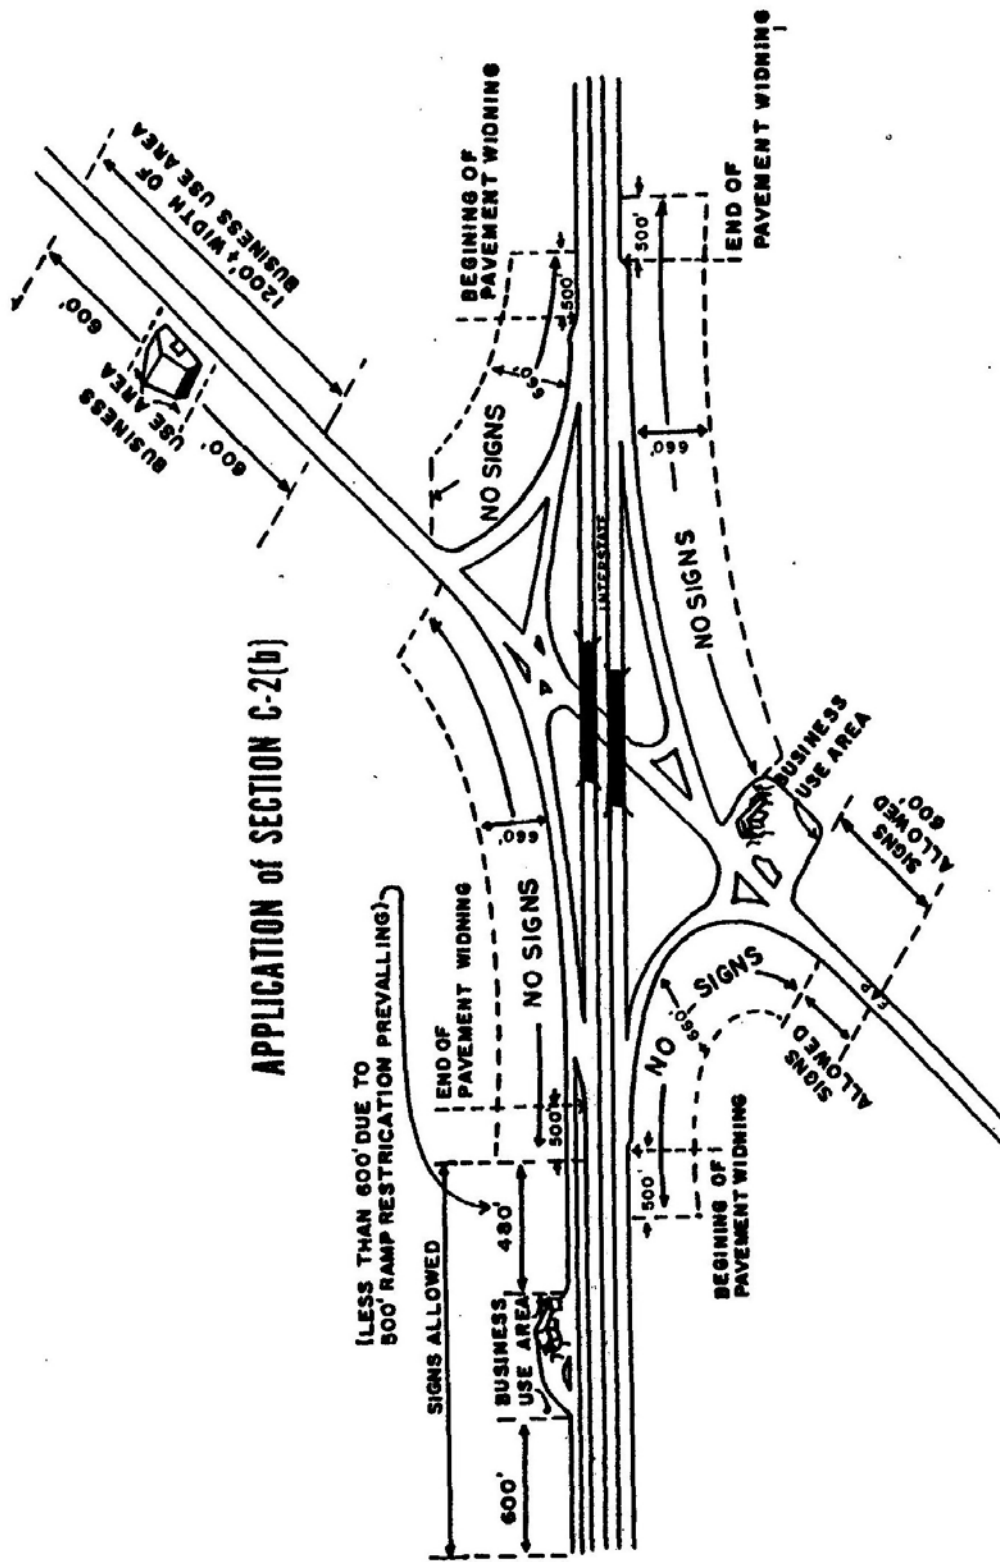 APPLICATION of SECTION C-2(b)
(LESS THAN 600' DUE TO
500' RAMP RESTRICATION PREVALLING)
SIGNS ALLOWED
600'
BUSINESS
USE AREA
480'
500'
END OF
PAVEMENT WIDNING
NO SIGNS
660'
NO SIGNS
660'
500'
BEGINING OF
PAVEMENT WIDNING
600'
BUSINESS
USE AREA
600'
1200' + WIDTH OF
BUSINESS USE AREA
INTERSTATE
BEGINING OF
PAVEMENT WIDNING
500'
NO SIGNS
660'
SIGNS
ALLOWED
FAP
BUSINESS
USE AREA
SIGNS
ALLOWED
600'
NO SIGNS
660'
500'
END OF
PAVEMENT WIDNING